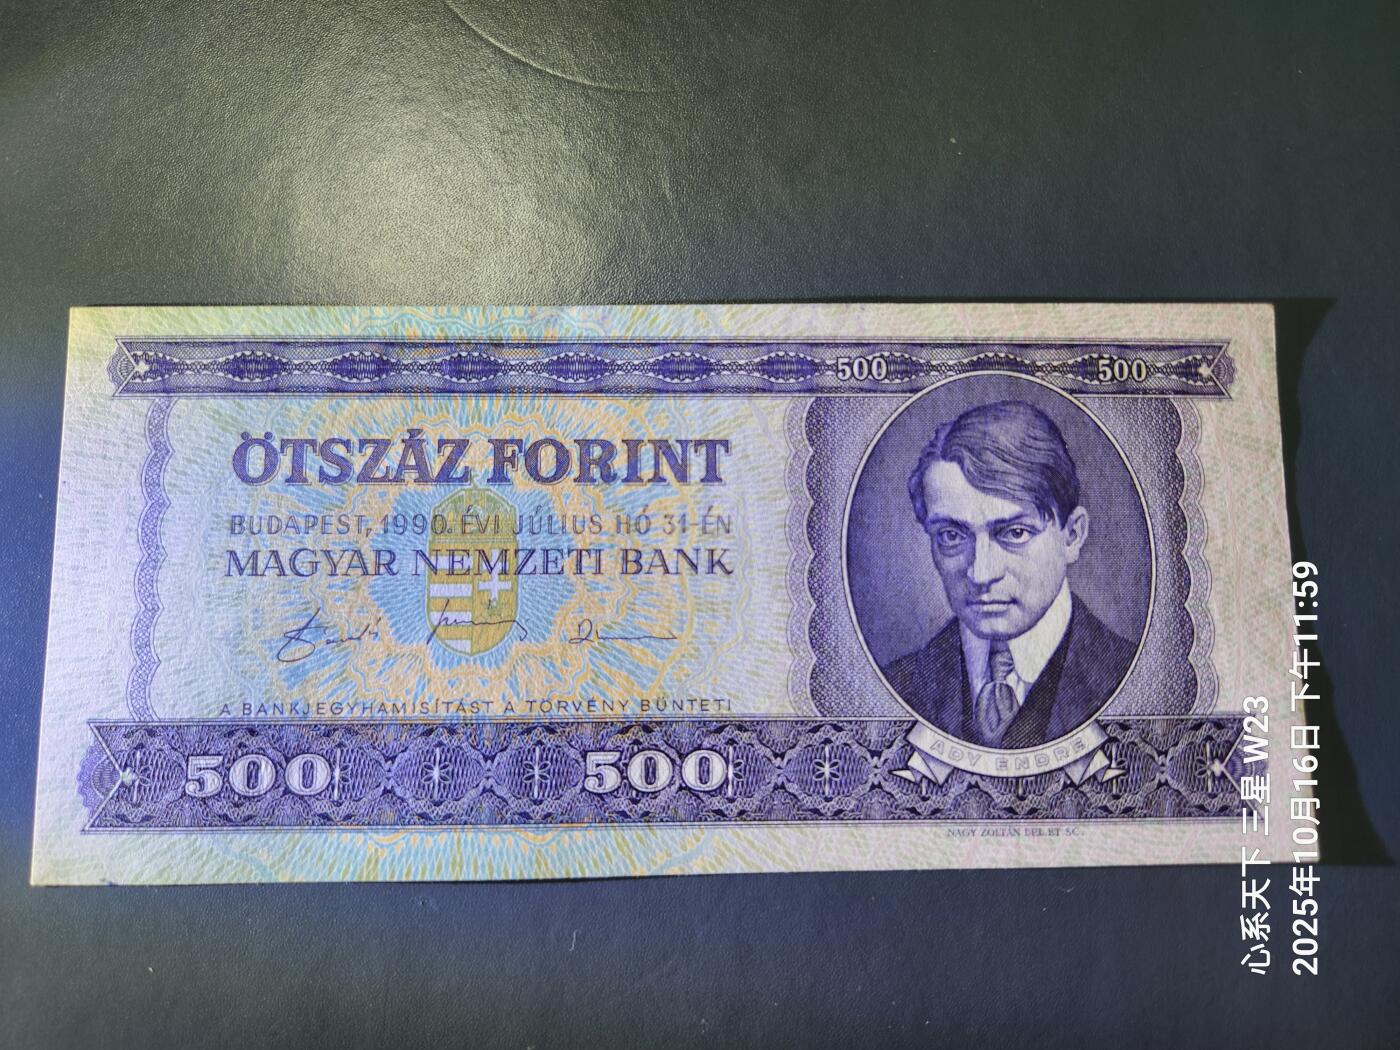 500 500
ÖTSZÁZ FORINT
BUDAPEST, 1990. ÉVI JÚLIUS HÓ 31-ÉN
MAGYAR NEMZETI BANK
A BANKJEGYHAMISÍTÁST A TÖRVÉNY BÜNTETI
500 500
ADY ENDRE
NAGY ZOLTÁN DEL. ET SC.
心系天下 三星 W23
2025年10月16日 下午11:59